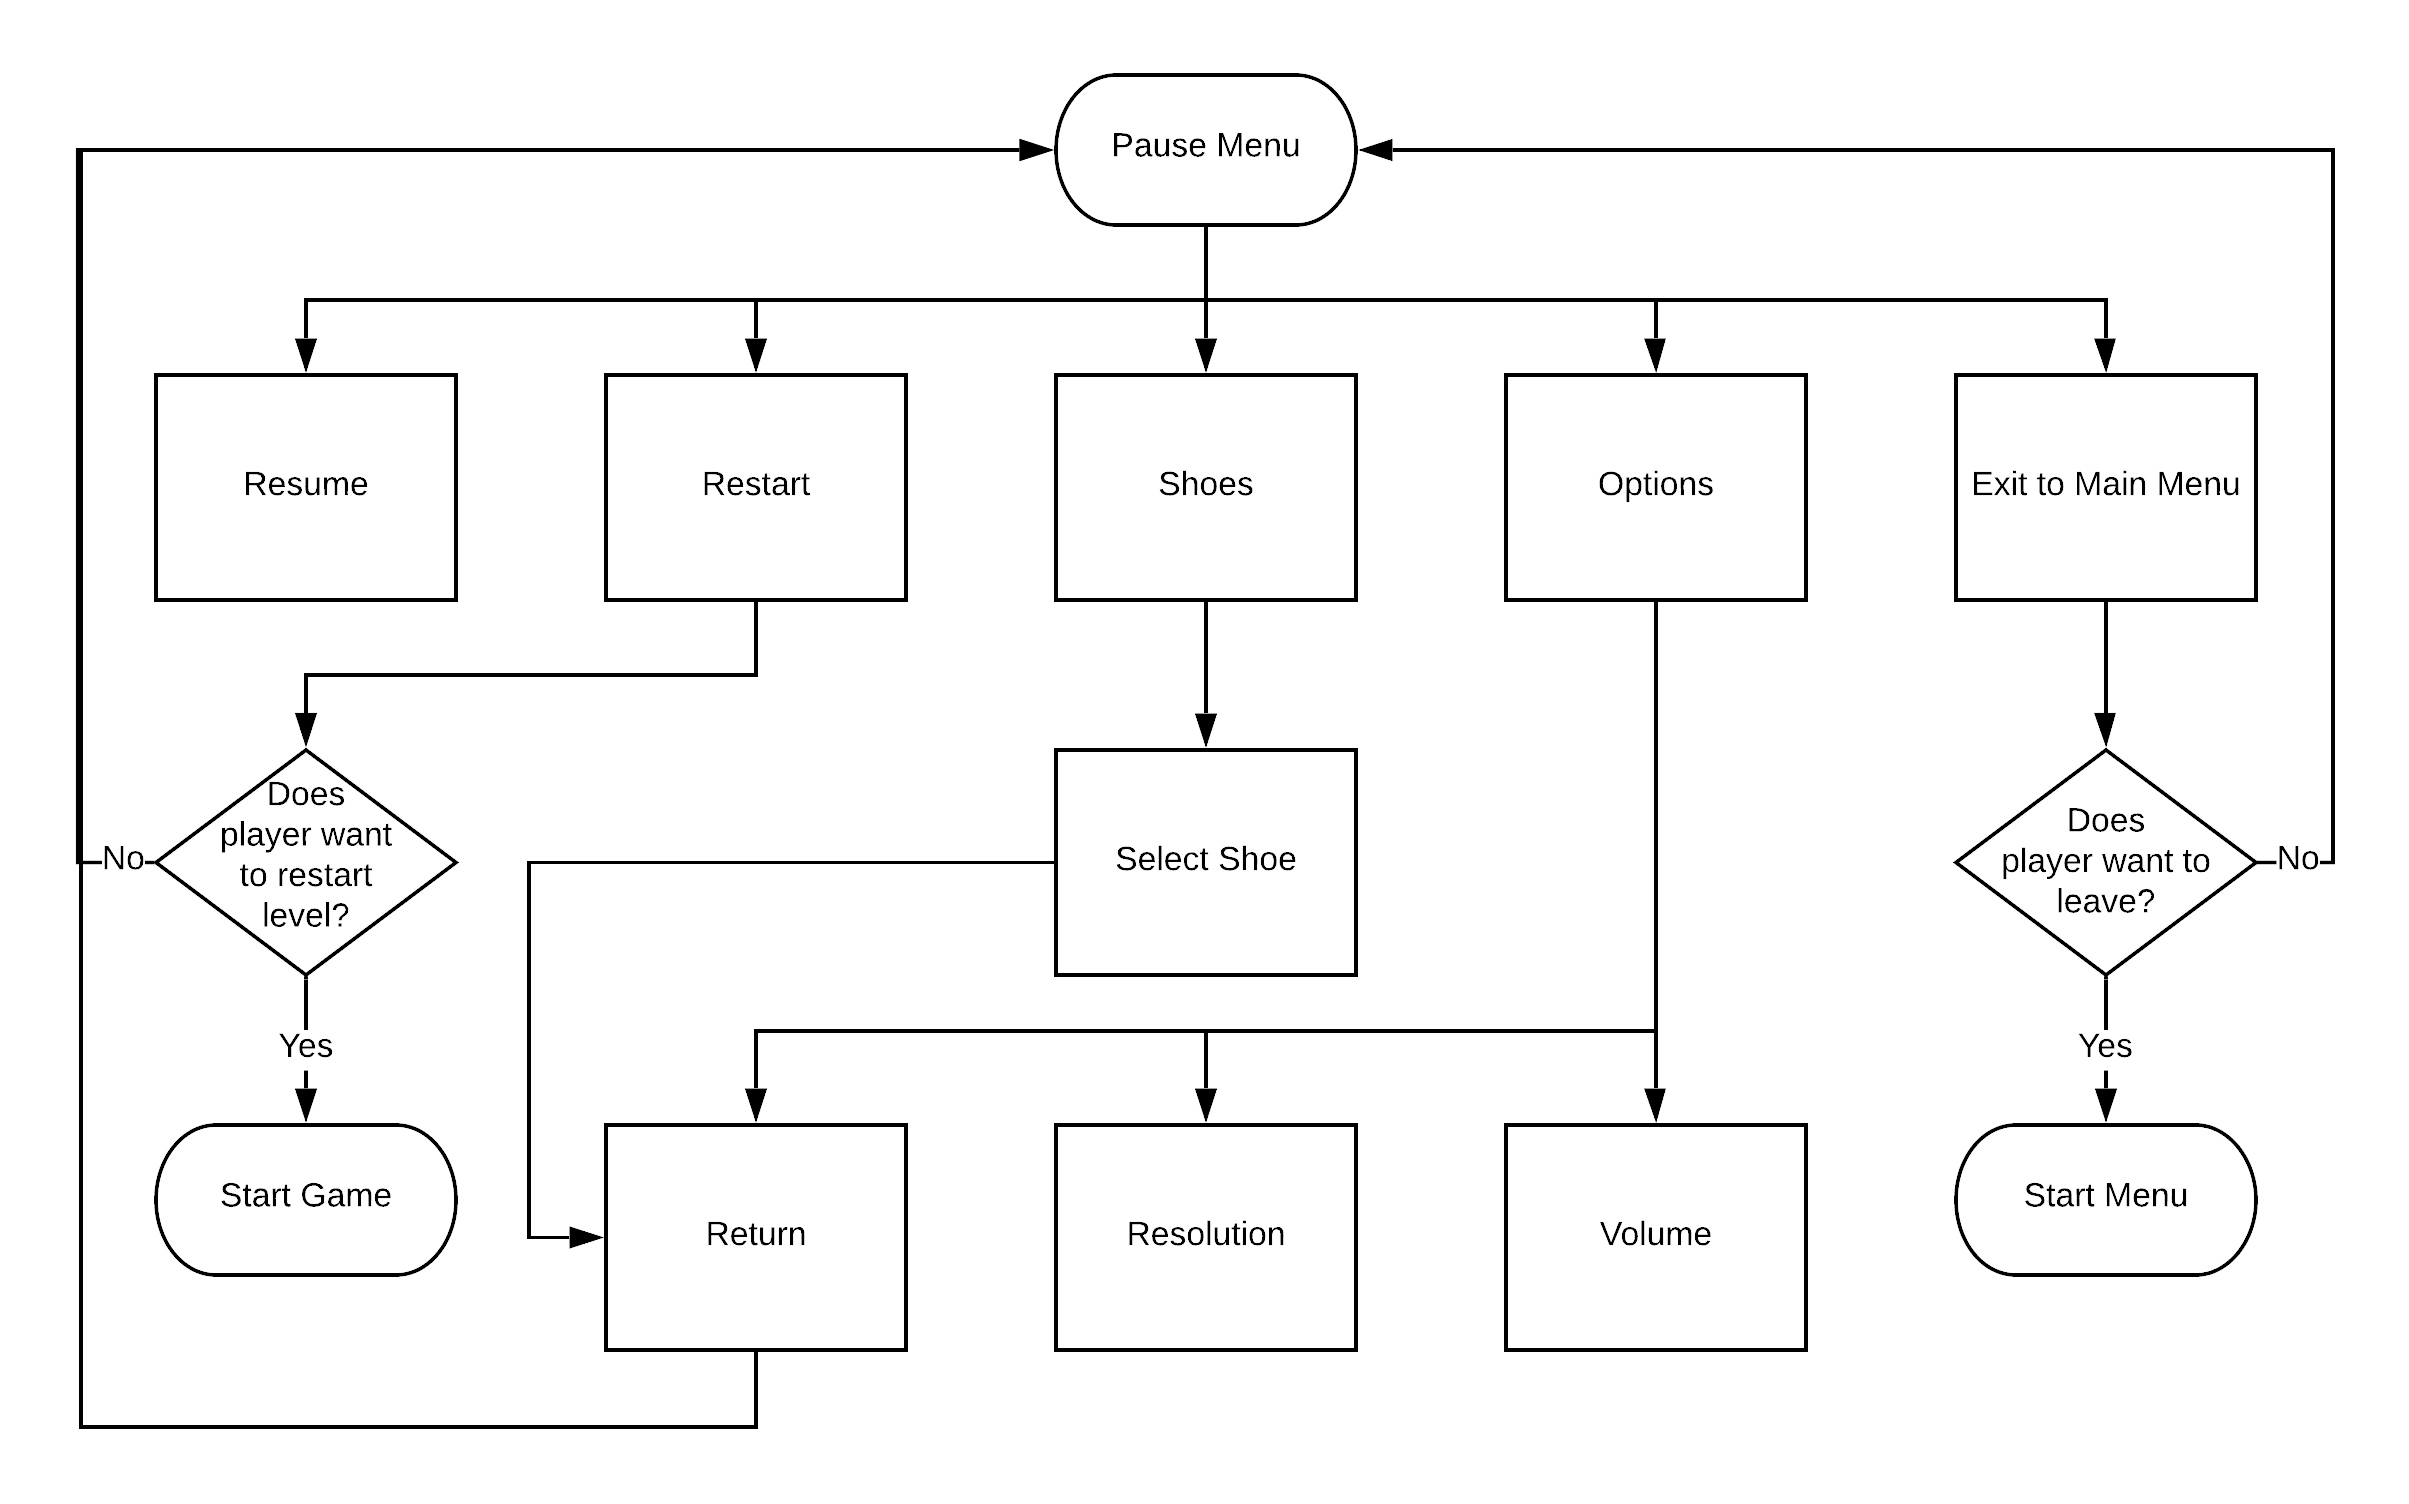 Pause Menu
Resume
Restart
Shoes
Options
Exit to Main Menu
Does
player want
to restart
level?
No
Select Shoe
Does
player want to
leave?
No
Yes
Yes
Start Game
Return
Resolution
Volume
Start Menu